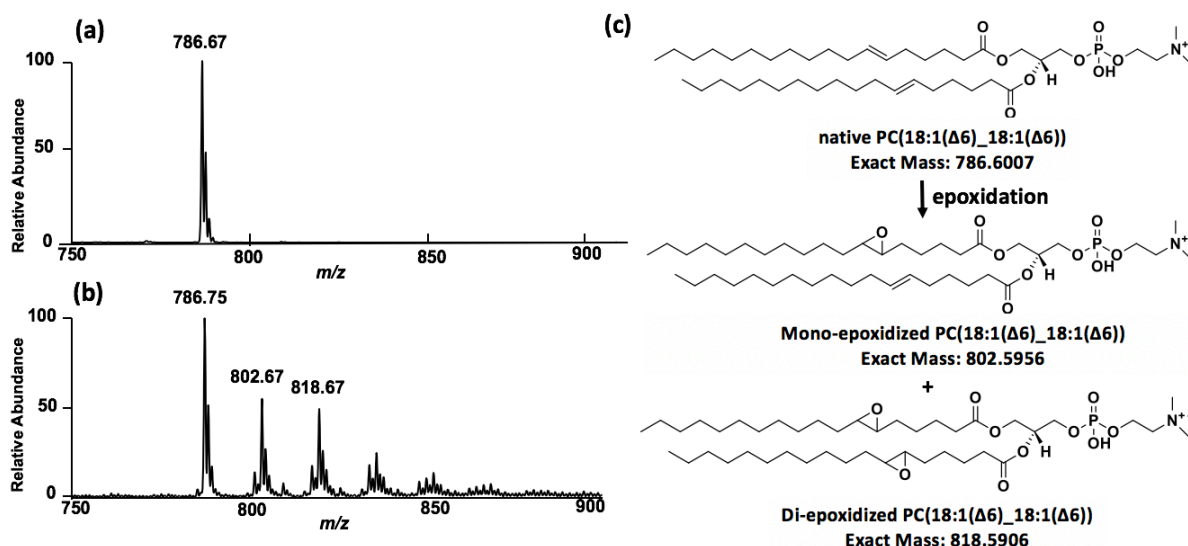 (a)
786.67
100
50
0
Relative Abundance
750
800
850
900
m/z
(b)
786.75
802.67
818.67
100
50
0
Relative Abundance
750
800
850
900
m/z
(c)
O
O
O
P
OH
O
N
+
O
H
O
native PC(18:1(Δ6)_18:1(Δ6))
Exact Mass: 786.6007
epoxidation
O
O
O
O
O
P
OH
O
N
+
O
H
O
Mono-epoxidized PC(18:1(Δ6)_18:1(Δ6))
Exact Mass: 802.5956
+
O
O
O
O
O
P
OH
O
N
+
O
H
O
O
Di-epoxidized PC(18:1(Δ6)_18:1(Δ6))
Exact Mass: 818.5906